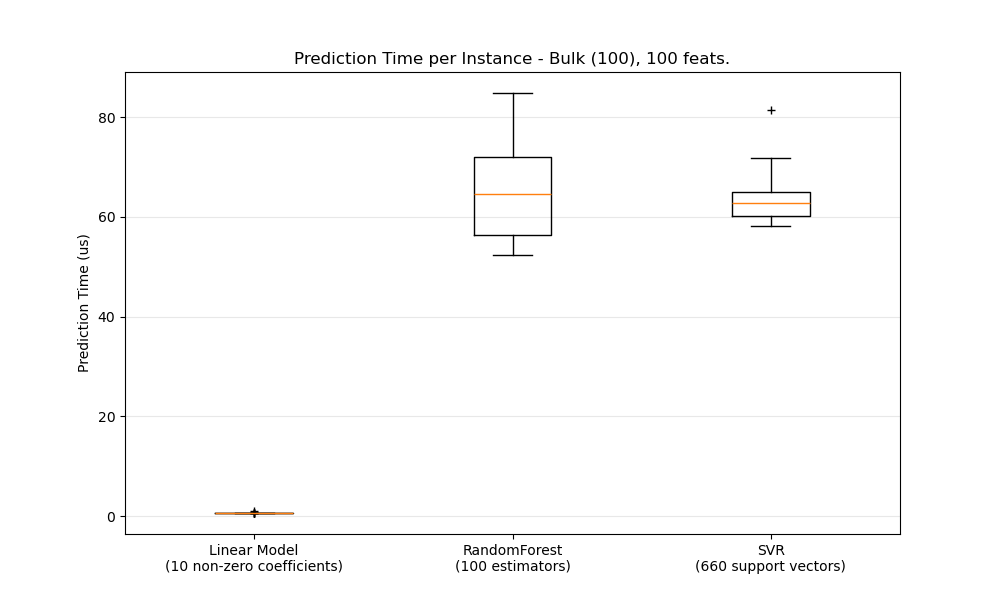 Prediction Time per Instance - Bulk (100), 100 feats.
Prediction Time (us)
80
60
40
20
0
Linear Model
(10 non-zero coefficients)
RandomForest
(100 estimators)
SVR
(660 support vectors)